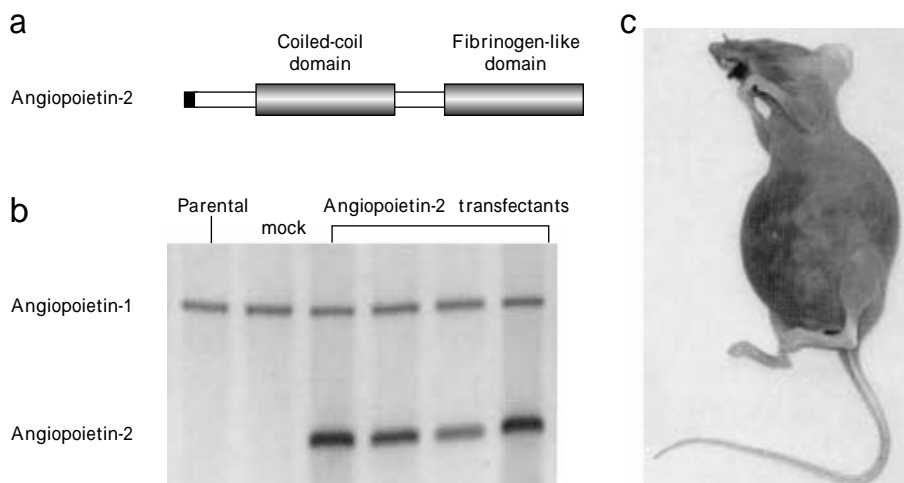 a
Coiled-coil
domain
Fibrinogen-like
domain
Angiopoietin-2
b
Parental
mock
Angiopoietin-2 transfectants
Angiopoietin-1
Angiopoietin-2
c